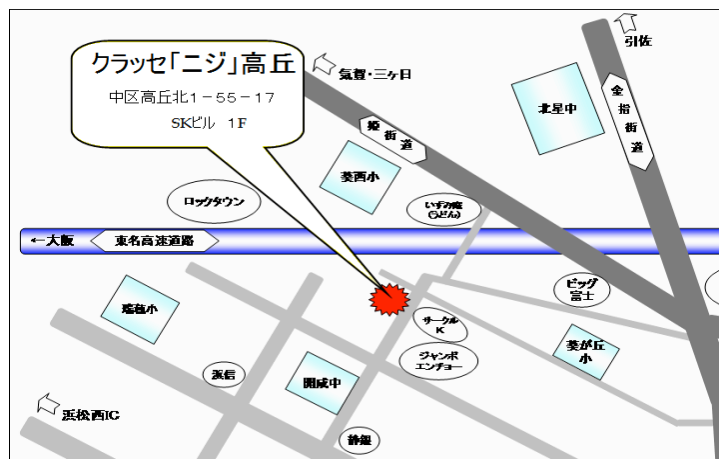 クラッセ「ニジ」高丘
中区高丘北1－55－17
SKビル 1F
引佐
気賀・三ケ日
金指街道
北星中
姫街道
葵西小
ロックタウン
いずみ庵
(うどん)
←大阪
東名高速道路
ビッグ
富士
瑞穂小
サークル
K
葵が丘
小
ジャンボ
エンチョー
浜信
開成中
浜松西IC
静銀